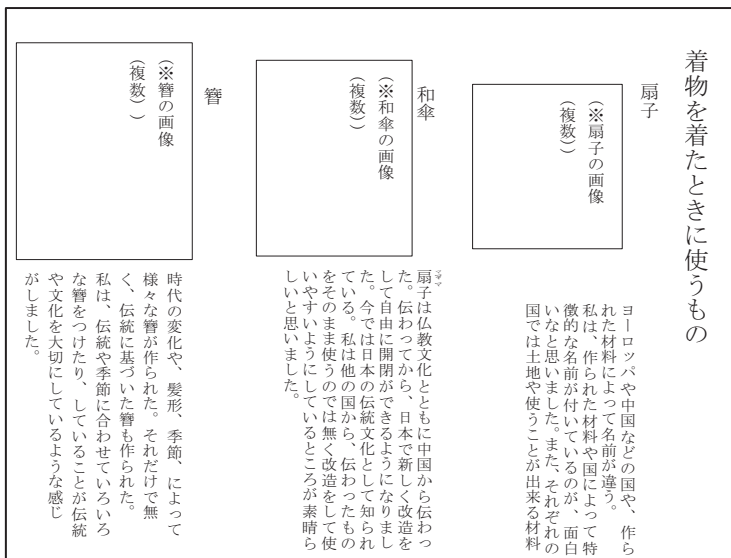 着物を着たときに使うもの
扇子
(※扇子の画像
(複数))
ヨーロッパや中国などの国や、作ら
れた材料によって名前が違う。
私は、作られた材料や国によって特
徴的な名前が付いているのが、面白
いなと思いました。また、それぞれの
国では土地や使うことが出来る材料
和傘
(※和傘の画像
(複数))
ママ
扇子は仏教文化とともに中国から伝わっ
た。伝わってから、日本で新しく改造を
して自由に開閉ができるようになりまし
た。今では日本の伝統文化として知られ
ている。私は他の国から、伝わったもの
をそのまま使うのでは無く改造をして使
いやすいようにしているところが素晴ら
しいと思いました。
簪
(※簪の画像
(複数))
時代の変化や、髪形、季節、によって
様々な簪が作られた。それだけで無
く、伝統に基づいた簪も作られた。
私は、伝統や季節に合わせていろいろ
な簪をつけたり、していることが伝統
や文化を大切にしているような感じ
がしました。